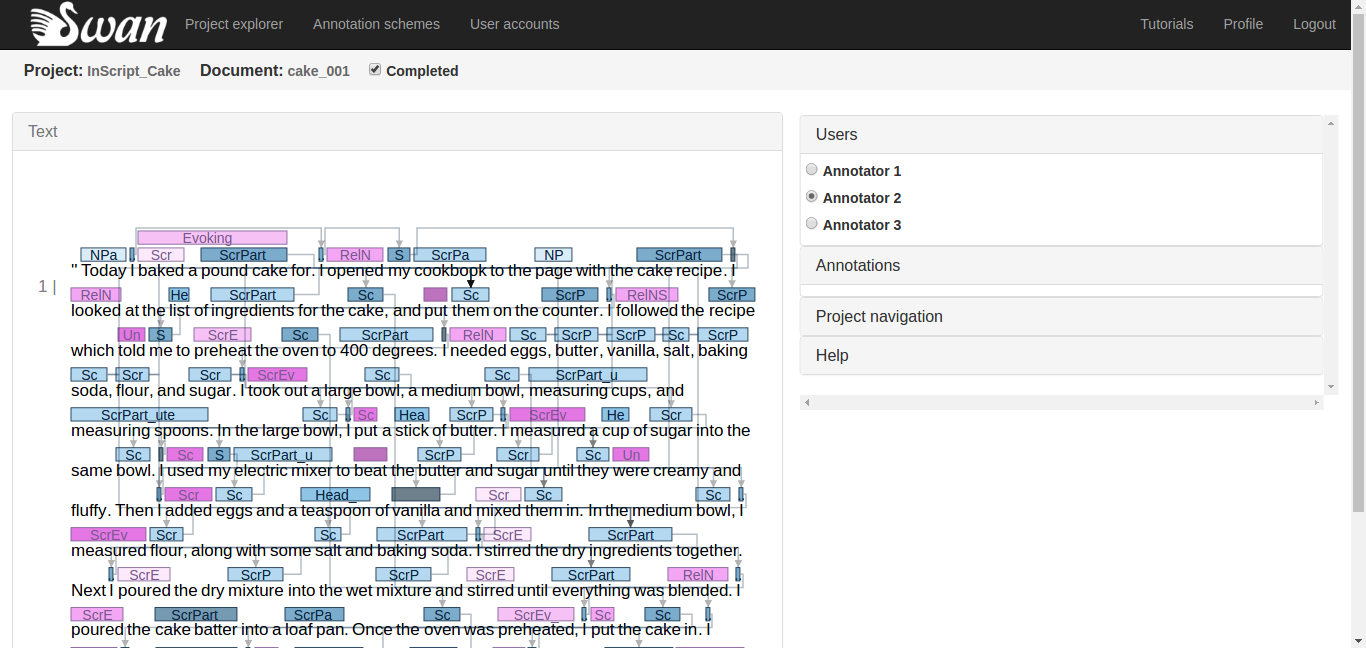 Swan Project explorer Annotation schemes User accounts Tutorials Profile Logout
Project: InScript_Cake Document: cake_001 Completed
Text
Evoking
NPa Scr ScrPart RelN S ScrPa NP ScrPart
1 | " Today I baked a pound cake for. I opened my cookbook to the page with the cake recipe. I
RelN He ScrPart Sc Sc ScrP RelNS ScrP
looked at the list of ingredients for the cake, and put them on the counter. I followed the recipe
Un S ScrE Sc ScrPart RelN Sc ScrP ScrP Sc ScrP
which told me to preheat the oven to 400 degrees. I needed eggs, butter, vanilla, salt, baking
Sc Scr Scr ScrEv Sc Sc ScrPart_u
soda, flour, and sugar. I took out a large bowl, a medium bowl, measuring cups, and
ScrPart_ute Sc Sc Hea ScrP ScrEv He Scr
measuring spoons. In the large bowl, I put a stick of butter. I measured a cup of sugar into the
Sc Sc S ScrPart_u ScrP Scr Sc Un
same bowl. I used my electric mixer to beat the butter and sugar until they were creamy and
Scr Sc Head_ Scr Sc Sc
fluffy. Then I added eggs and a teaspoon of vanilla and mixed them in. In the medium bowl, I
ScrEv Scr Sc ScrPart ScrE ScrPart
measured flour, along with some salt and baking soda. I stirred the dry ingredients together.
ScrE ScrP ScrP ScrE ScrPart RelN
Next I poured the dry mixture into the wet mixture and stirred until everything was blended. I
ScrE ScrPart ScrPa Sc ScrEv_ Sc Sc
poured the cake batter into a loaf pan. Once the oven was preheated, I put the cake in. I
Users
Annotator 1
Annotator 2
Annotator 3
Annotations
Project navigation
Help